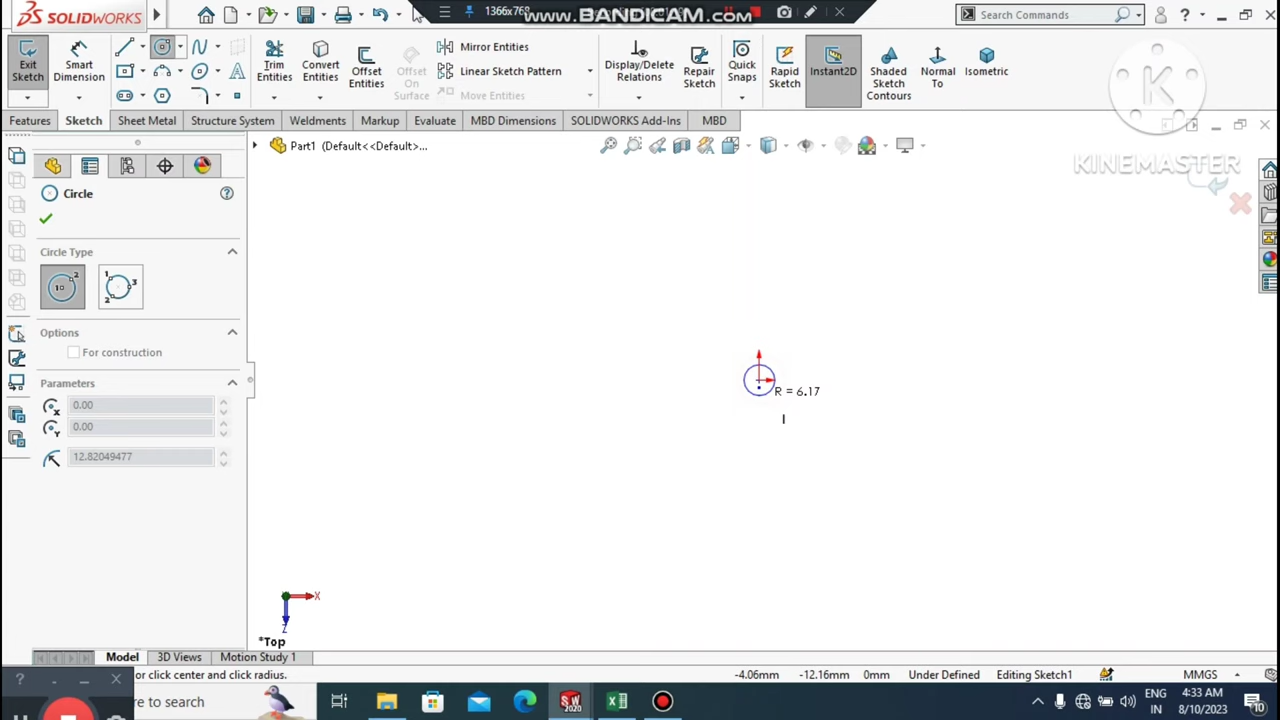 SOLIDWORKS
1366x768
www.BANDICAM.com
Search Commands
Exit Sketch
Smart Dimension
Trim Entities
Convert Entities
Offset Entities
Offset On Surface
Mirror Entities
Linear Sketch Pattern
Move Entities
Display/Delete Relations
Repair Sketch
Quick Snaps
Rapid Sketch
Instant2D
Shaded Sketch Contours
Normal To
Isometric
K
KINEMASTER
Features
Sketch
Sheet Metal
Structure System
Weldments
Markup
Evaluate
MBD Dimensions
SOLIDWORKS Add-Ins
MBD
Part1 (Default<<Default>...
Circle
Circle Type
Options
For construction
Parameters
0.00
0.00
12.82049477
R = 6.17
X
Z
*Top
Model
3D Views
Motion Study 1
or click center and click radius.
-4.06mm
-12.16mm
0mm
Under Defined
Editing Sketch1
MMGS
to search
SW
2020
ENG
IN
4:33 AM
8/10/2023
10